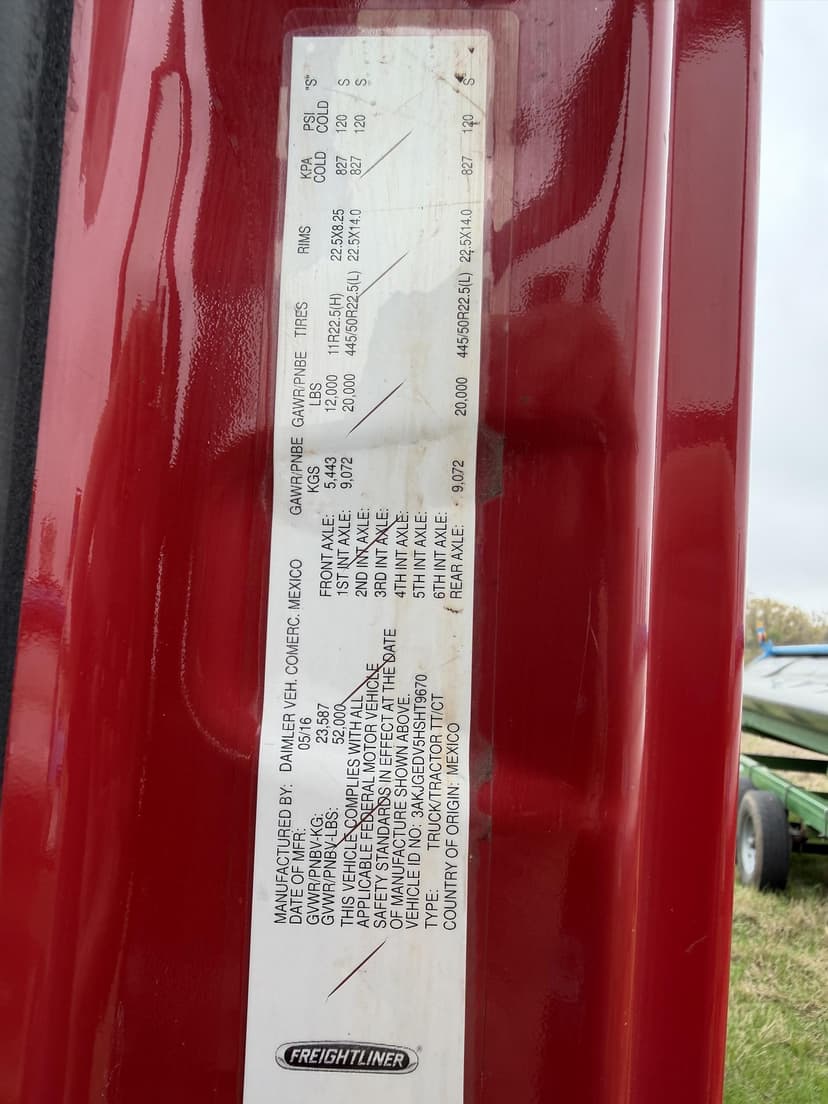 MANUFACTURED BY: DAIMLER VEH. COMERC. MEXICO
DATE OF MFR: 05/16
GVWR/PNBV-KG: 23,587
GVWR/PNBV-LBS: 52,000
THIS VEHICLE COMPLIES WITH ALL
APPLICABLE FEDERAL MOTOR VEHICLE
SAFETY STANDARDS IN EFFECT AT THE DATE
OF MANUFACTURE SHOWN ABOVE.
VEHICLE ID NO: 3AKJGEDV5HSHT9670
TYPE: TRUCK/TRACTOR TT/CT
COUNTRY OF ORIGIN: MEXICO
GAWR/PNBE GAWR/PNBE TIRES RIMS KPA PSI "S"
KGS LBS COLD COLD
FRONT AXLE: 5,443 12,000 11R22.5(H) 22.5X8.25 827 120 S
1ST INT AXLE: 9,072 20,000 445/50R22.5(L) 22.5X14.0 827 120 S
2ND INT AXLE:
3RD INT AXLE:
4TH INT AXLE:
5TH INT AXLE:
6TH INT AXLE:
REAR AXLE: 9,072 20,000 445/50R22.5(L) 22.5X14.0 827 120 S
FREIGHTLINER